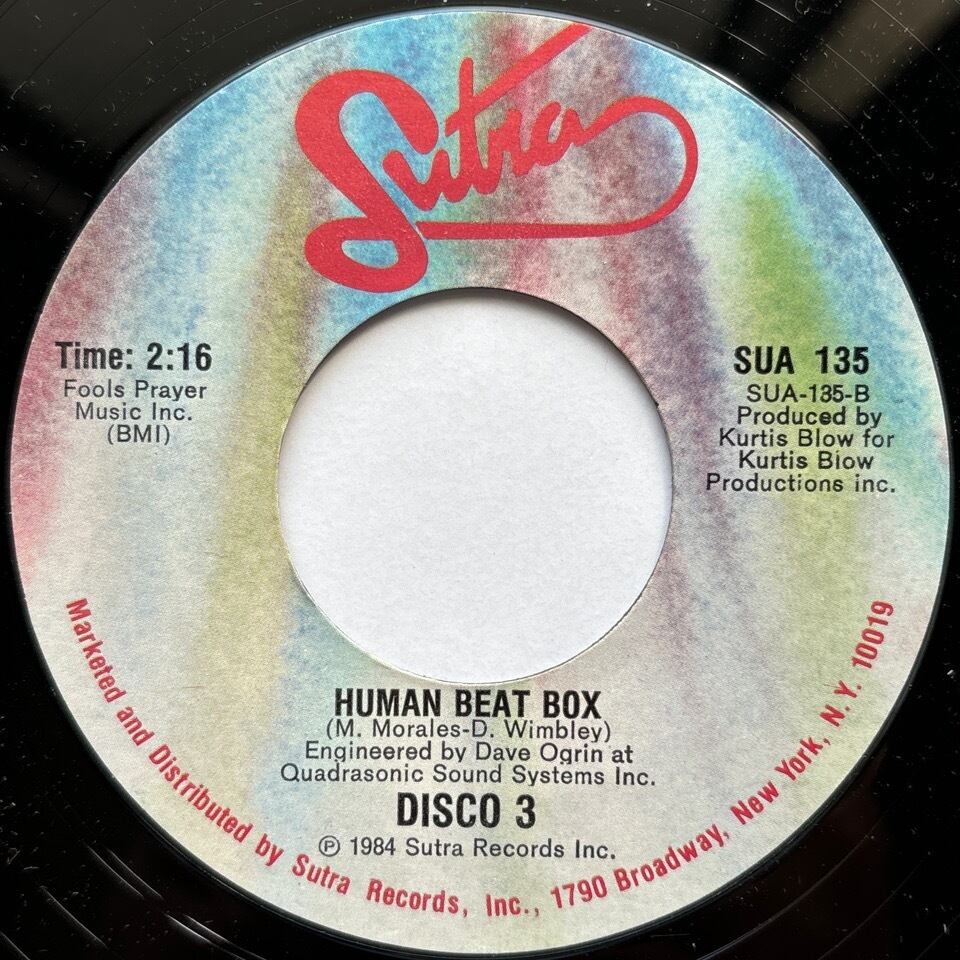 Sutra
Time: 2:16
Fools Prayer
Music Inc.
(BMI)
SUA 135
SUA-135-B
Produced by
Kurtis Blow for
Kurtis Blow
Productions inc.
HUMAN BEAT BOX
(M. Morales-D. Wimbley)
Engineered by Dave Ogrin at
Quadrasonic Sound Systems Inc.
DISCO 3
℗ 1984 Sutra Records Inc.
Marketed and Distributed by Sutra Records, Inc., 1790 Broadway, New York, N.Y. 10019